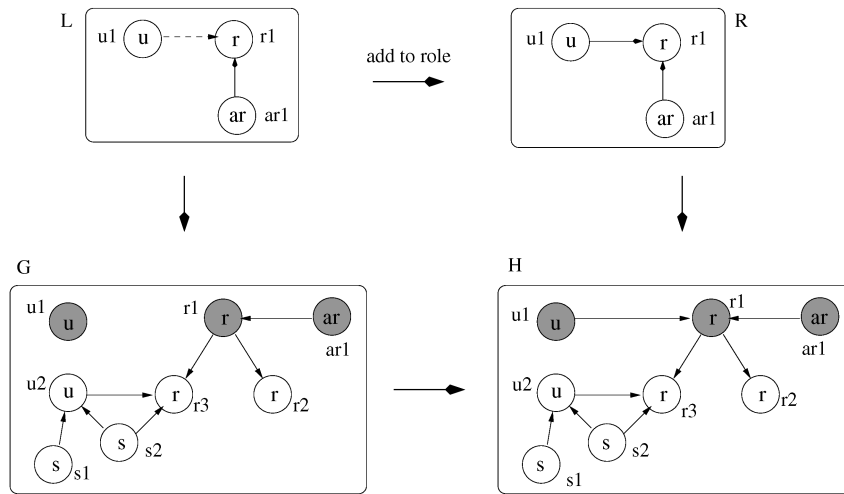 L
u1 u r r1
ar ar1
add to role
R
u1 u r r1
ar ar1
G
u1 u r1 r ar
ar1
u2 u r r3 r r2
s s1 s s2
H
u1 u r r1 ar
ar1
u2 u r r3 r r2
s s1 s s2